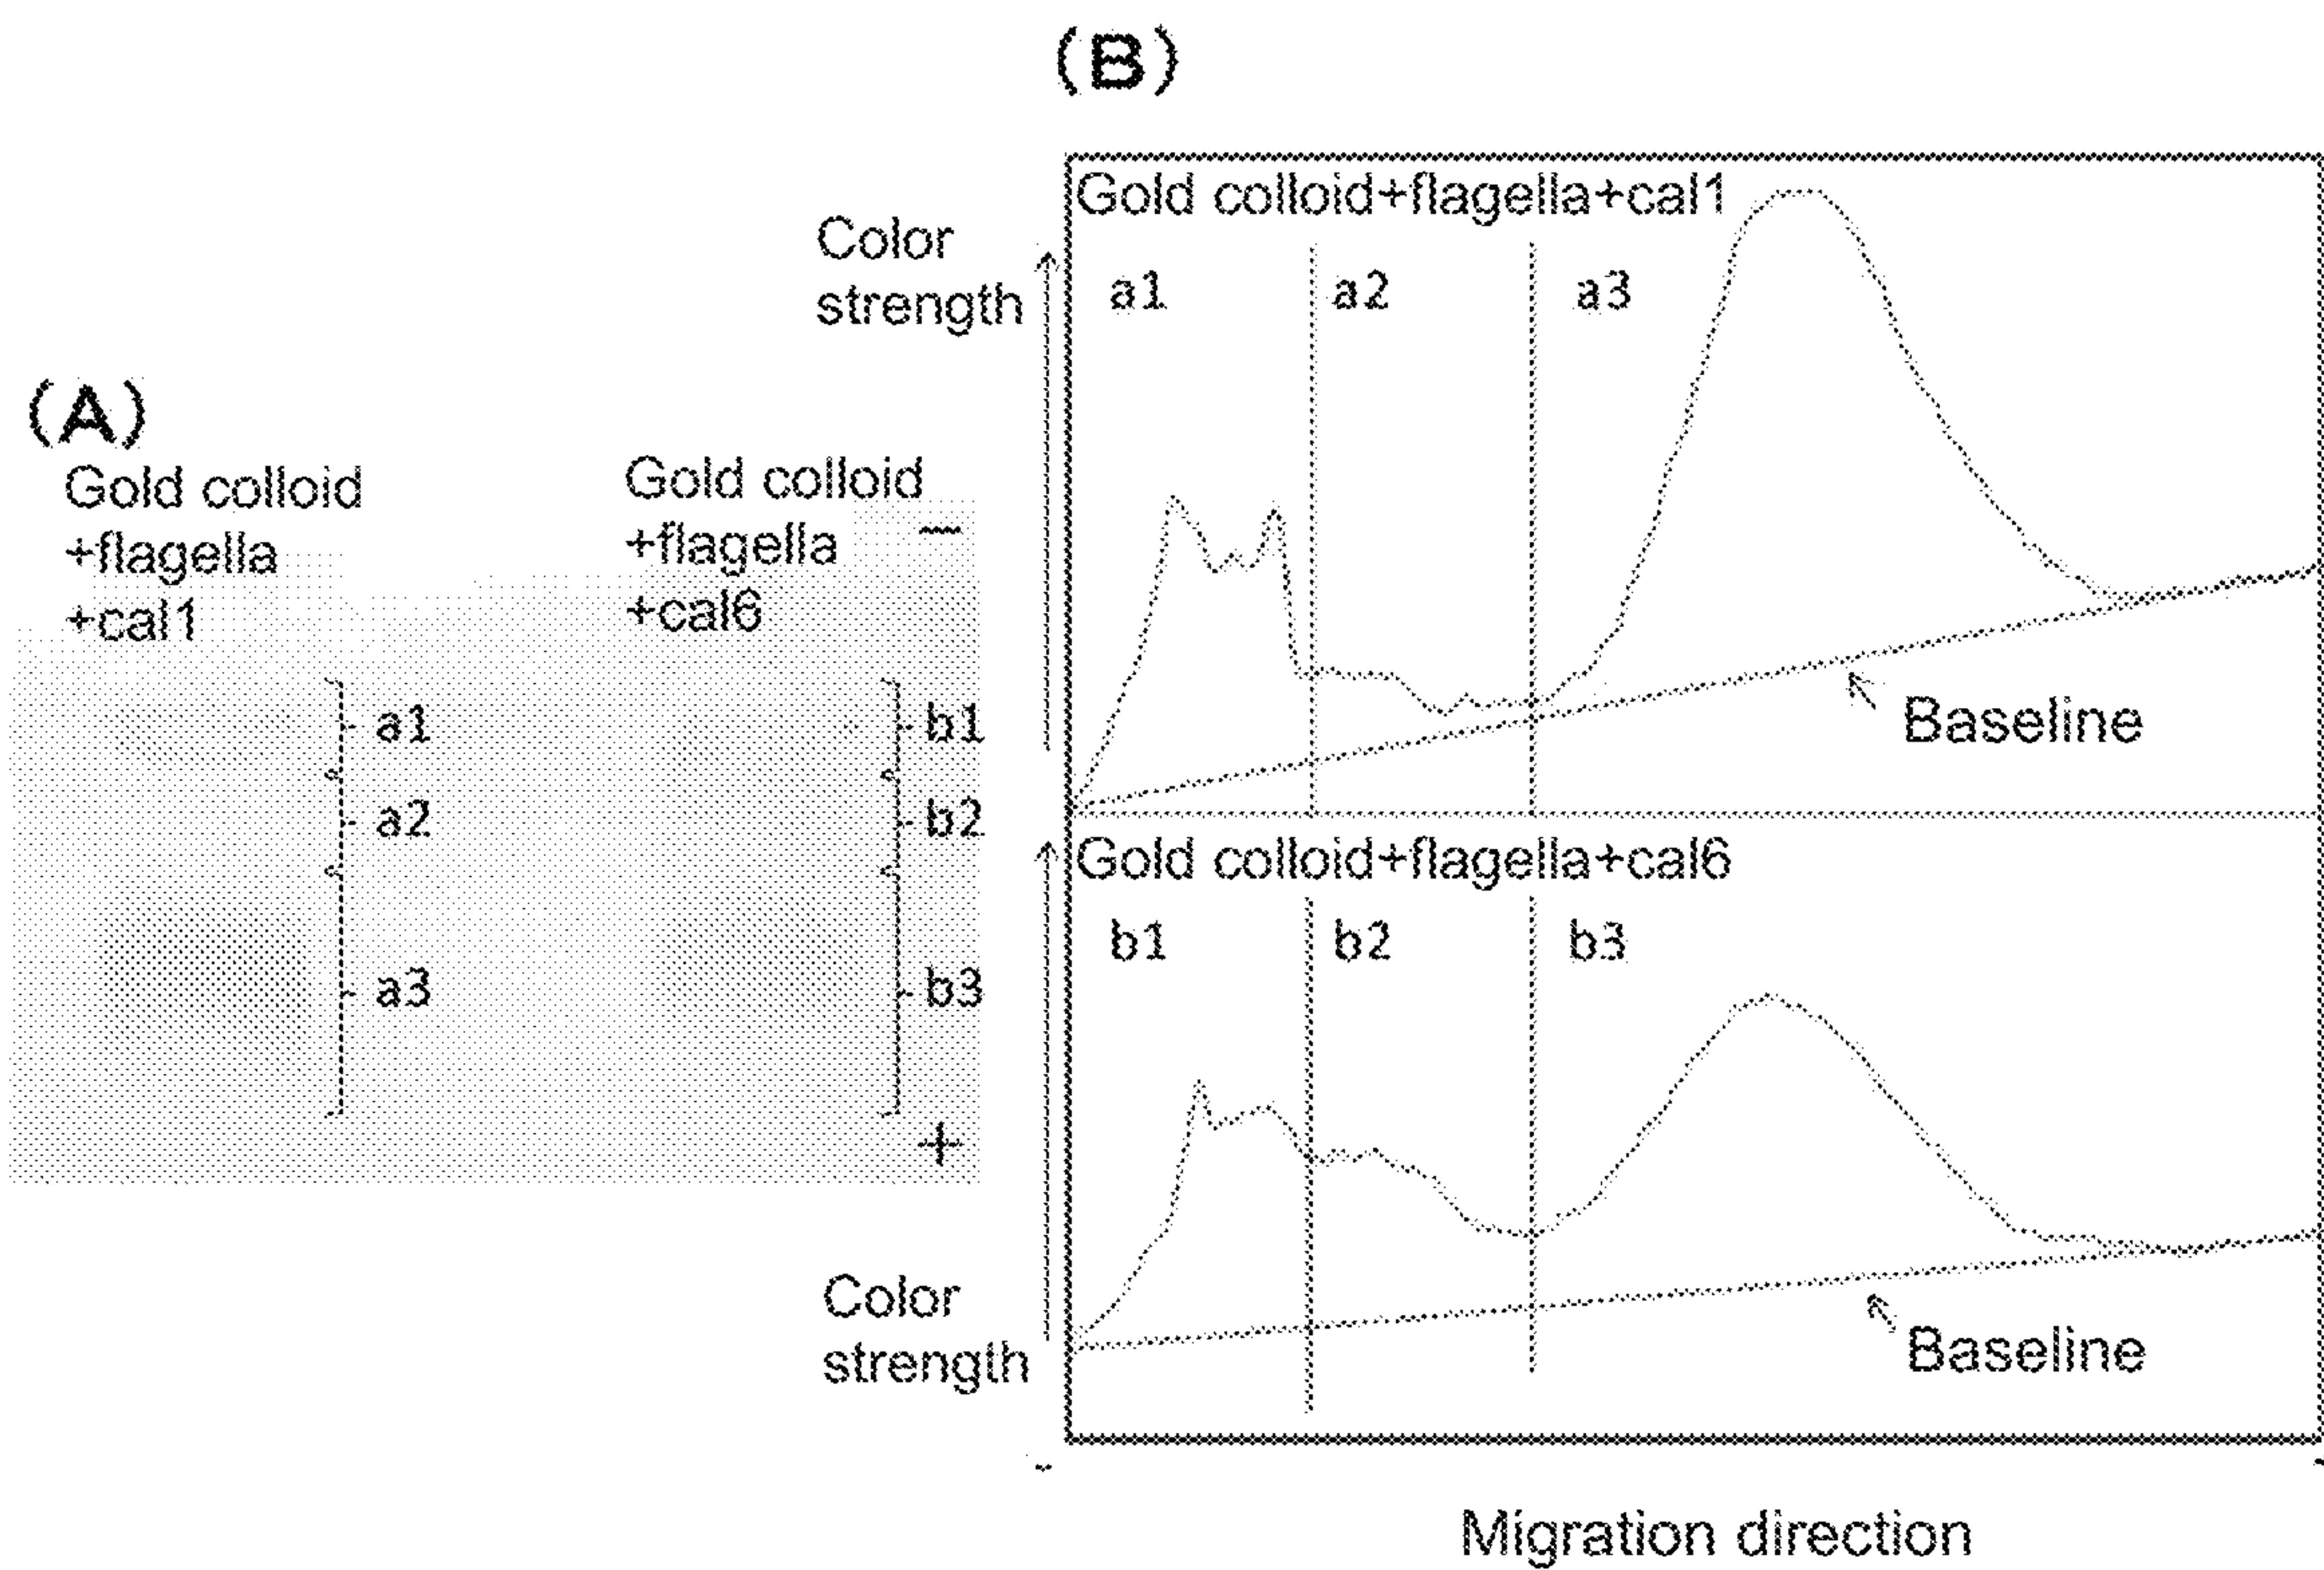 (A)
Gold colloid
+flagella
+cal1
Gold colloid
+flagella
+cal6
−
a1
a2
a3
b1
b2
b3
+
(B)
Color
strength
Gold colloid+flagella+cal1
a1 a2 a3
Baseline
Gold colloid+flagella+cal6
b1 b2 b3
Baseline
Color
strength
Migration direction